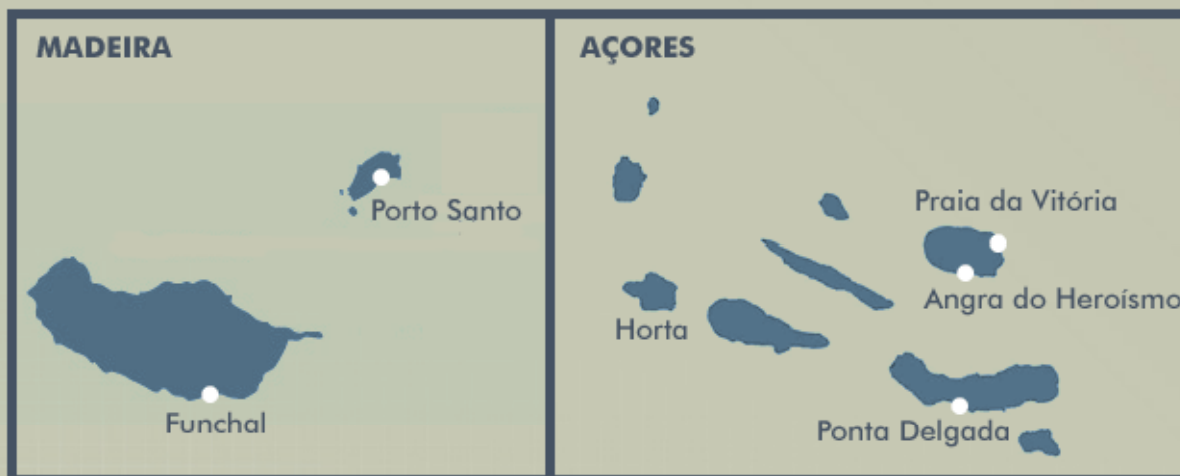 MADEIRA
Porto Santo
Funchal
AÇORES
Praia da Vitória
Angra do Heroísmo
Horta
Ponta Delgada